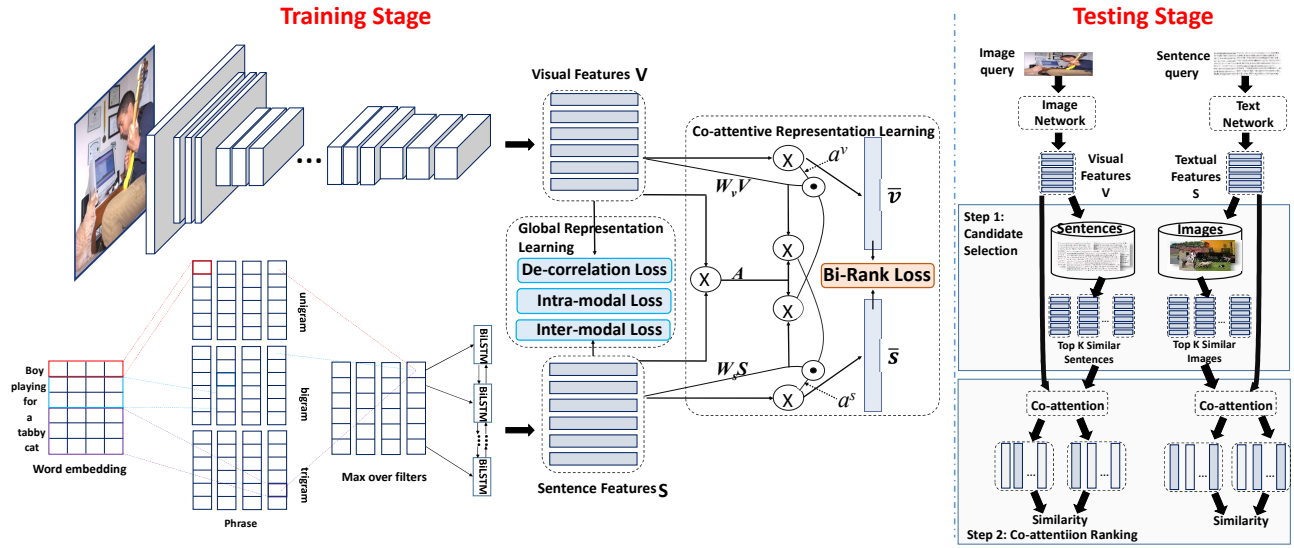 Training Stage
Visual Features V
Co-attentive Representation Learning
X
a^v
W_v V
v̅
Global Representation
Learning
De-correlation Loss
Intra-modal Loss
Inter-modal Loss
X
A
X
X
Bi-Rank Loss
W_s S
X
a^s
s̅
Sentence Features S
unigram
bigram
trigram
Boy
playing
for
a
tabby
cat
Word embedding
Phrase
Max over filters
BiLSTM
BiLSTM
BiLSTM
Testing Stage
Image
query
Sentence
query
Image
Network
Text
Network
Visual
Features
V
Textual
Features
S
Step 1:
Candidate
Selection
Sentences
Images
...
...
Top K Similar
Sentences
Top K Similar
Images
Co-attention
Co-attention
...
...
...
...
Similarity
Similarity
Step 2: Co-attentiion Ranking